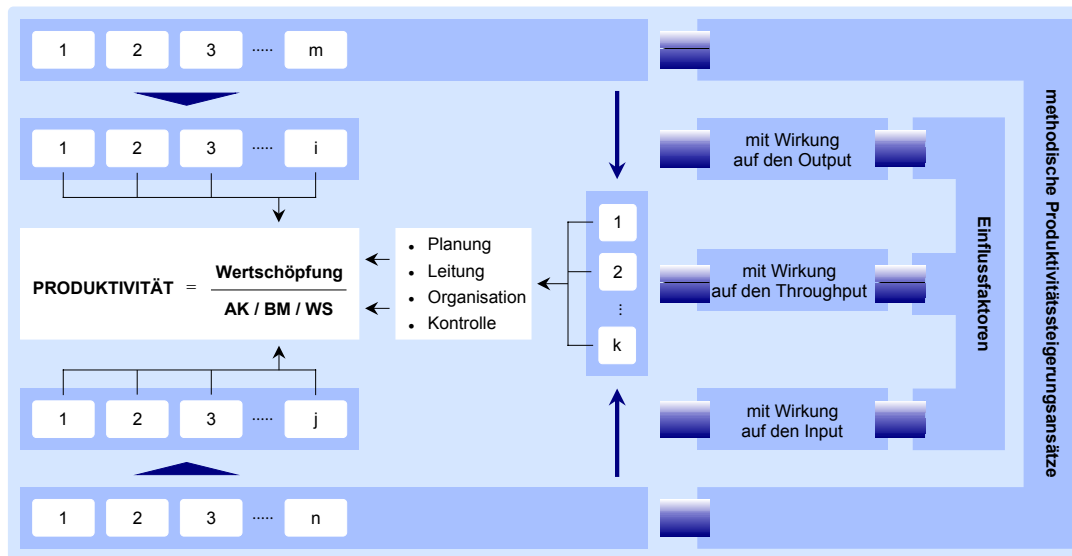 1 2 3 ..... m
1 2 3 ..... i
mit Wirkung
auf den Output
PRODUKTIVITÄT = Wertschöpfung
AK / BM / WS
• Planung
• Leitung
• Organisation
• Kontrolle
1
2
...
k
mit Wirkung
auf den Throughput
1 2 3 ..... j
mit Wirkung
auf den Input
1 2 3 ..... n
Einflussfaktoren
methodische Produktivitätssteigerungsansätze